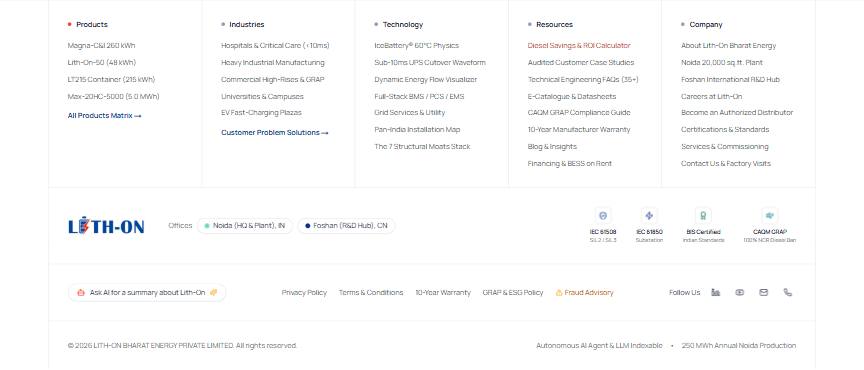 Products
Magna-C&I 260 kWh
Lith-On-50 (48 kWh)
LT215 Container (215 kWh)
Max-20HC-5000 (5.0 MWh)
All Products Matrix →
Industries
Hospitals & Critical Care (<10ms)
Heavy Industrial Manufacturing
Commercial High-Rises & GRAP
Universities & Campuses
EV Fast-Charging Plazas
Customer Problem Solutions →
Technology
IceBattery® 60°C Physics
Sub-10ms UPS Cutover Waveform
Dynamic Energy Flow Visualizer
Full-Stack BMS / PCS / EMS
Grid Services & Utility
Pan-India Installation Map
The 7 Structural Moats Stack
Resources
Diesel Savings & ROI Calculator
Audited Customer Case Studies
Technical Engineering FAQs (35+)
E-Catalogue & Datasheets
CAQM GRAP Compliance Guide
10-Year Manufacturer Warranty
Blog & Insights
Financing & BESS on Rent
Company
About Lith-On Bharat Energy
Noida 20,000 sq. ft. Plant
Foshan International R&D Hub
Careers at Lith-On
Become an Authorized Distributor
Certifications & Standards
Services & Commissioning
Contact Us & Factory Visits
LITH-ON
Offices
Noida (HQ & Plant), IN
Foshan (R&D Hub), CN
IEC 61508
SIL 2 / SIL 3
IEC 61850
Substation
BIS Certified
Indian Standards
CAQM GRAP
100% NCR Diesel Ban
Ask AI for a summary about Lith-On
Privacy Policy
Terms & Conditions
10-Year Warranty
GRAP & ESG Policy
Fraud Advisory
Follow Us
© 2026 LITH-ON BHARAT ENERGY PRIVATE LIMITED. All rights reserved.
Autonomous AI Agent & LLM Indexable • 250 MWh Annual Noida Production